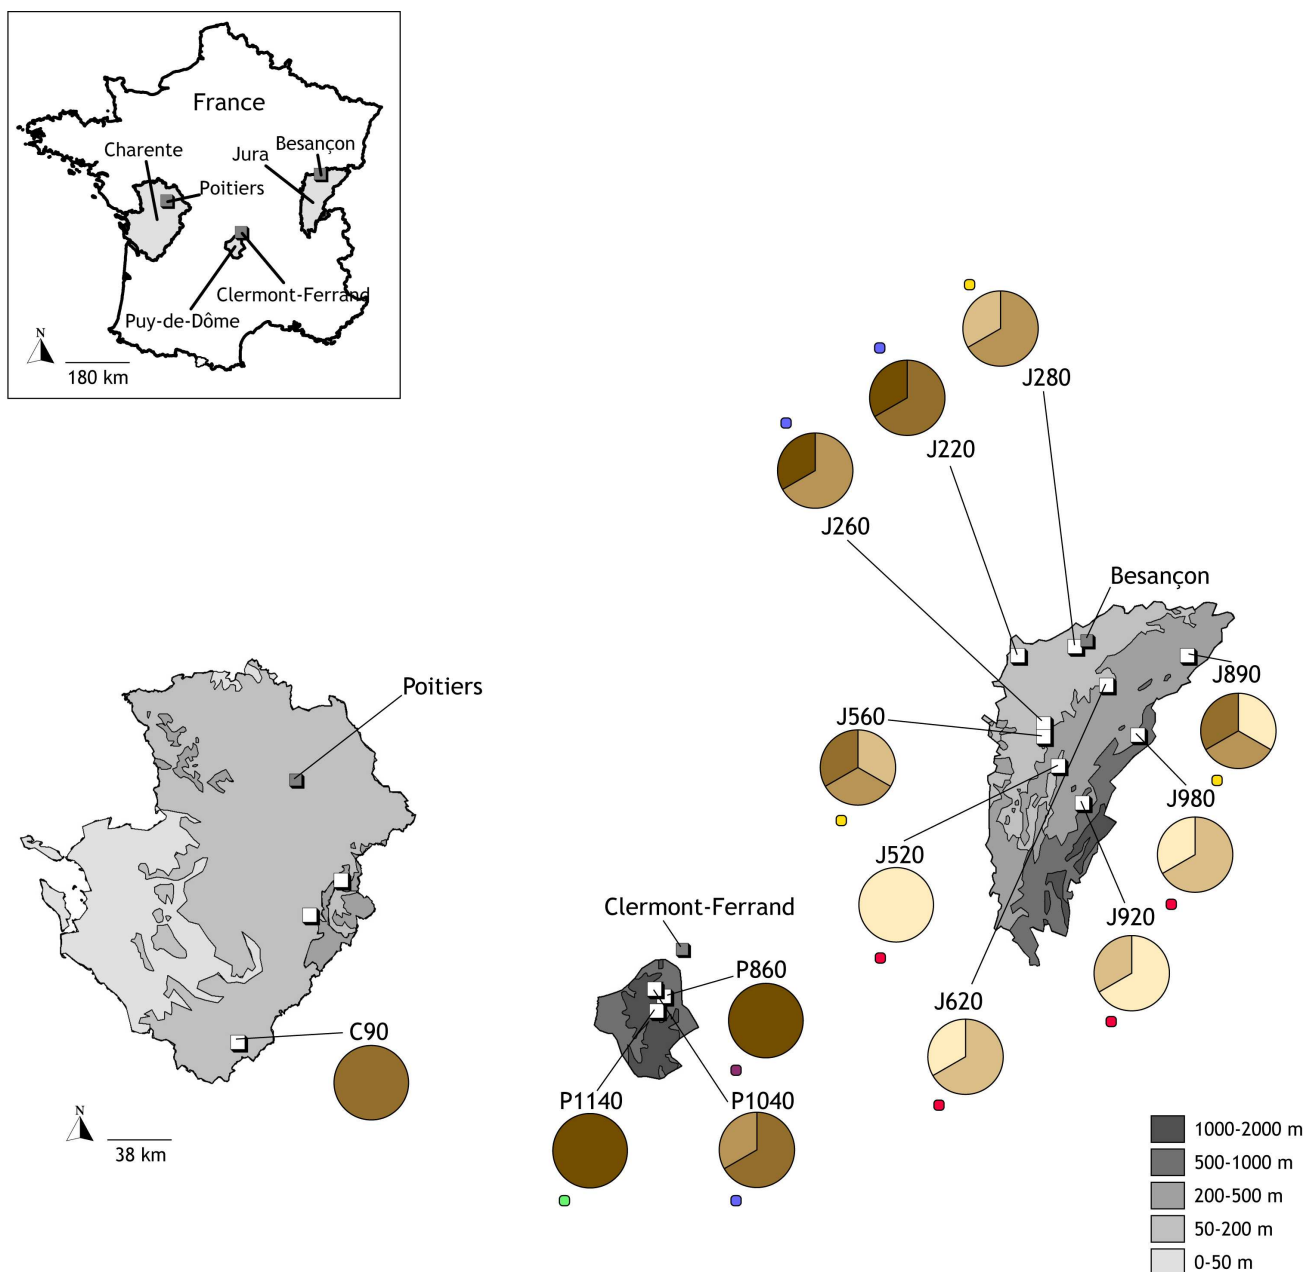 France
Charente
Jura
Besançon
Poitiers
Clermont-Ferrand
Puy-de-Dôme
N
180 km
J280
J220
J260
Besançon
J890
J560
J980
J520
J920
J620
Poitiers
C90
N
38 km
Clermont-Ferrand
P860
P1140
P1040
1000-2000 m
500-1000 m
200-500 m
50-200 m
0-50 m